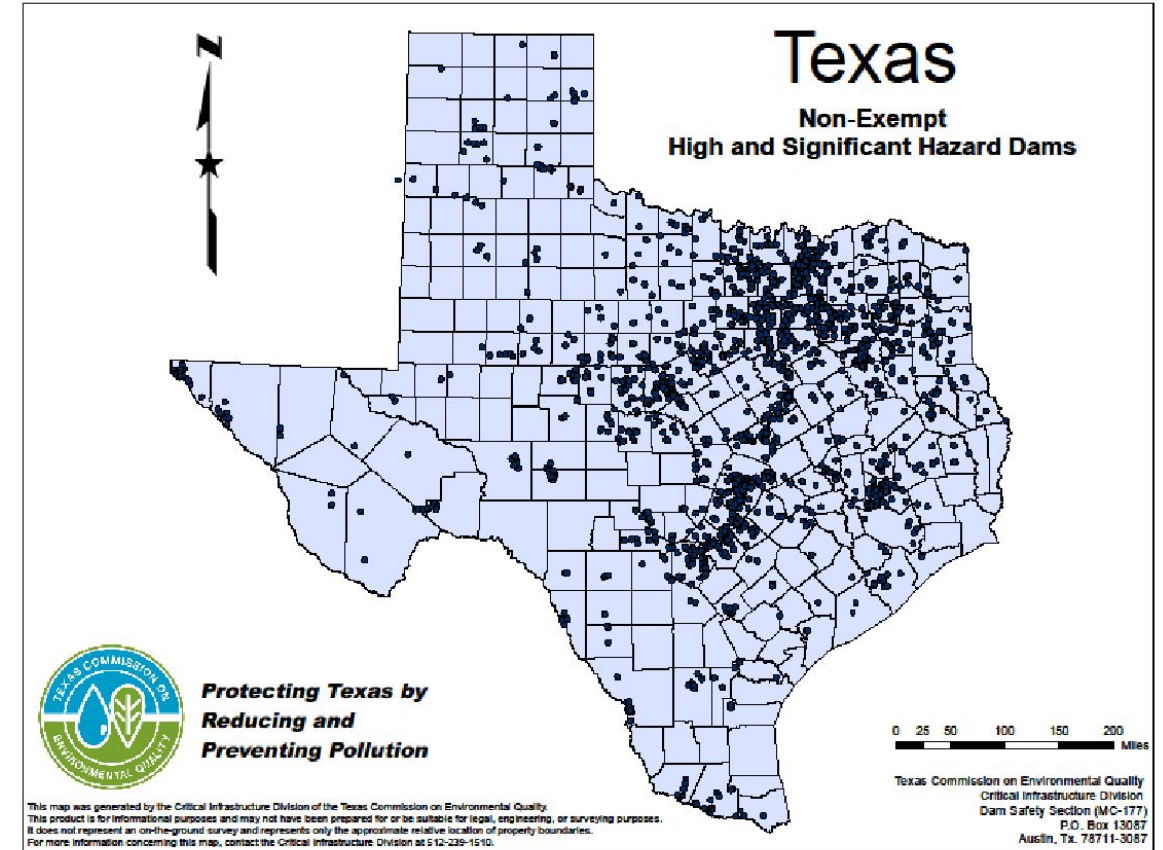 N
Texas
Non-Exempt
High and Significant Hazard Dams
TEXAS COMMISSION ON
ENVIRONMENTAL QUALITY
Protecting Texas by
Reducing and
Preventing Pollution
0 25 50 100 150 200
Miles
Texas Commission on Environmental Quality
Critical Infrastructure Division
Dam Safety Section (MC-177)
P.O. Box 13087
Austin, Tx. 78711-3087
This map was generated by the Critical Infrastructure Division of the Texas Commission on Environmental Quality.
This product is for informational purposes and may not have been prepared for or be suitable for legal, engineering, or surveying purposes.
It does not represent an on-the-ground survey and represents only the approximate relative location of property boundaries.
For more information concerning this map, contact the Critical Infrastructure Division at 512-239-1510.